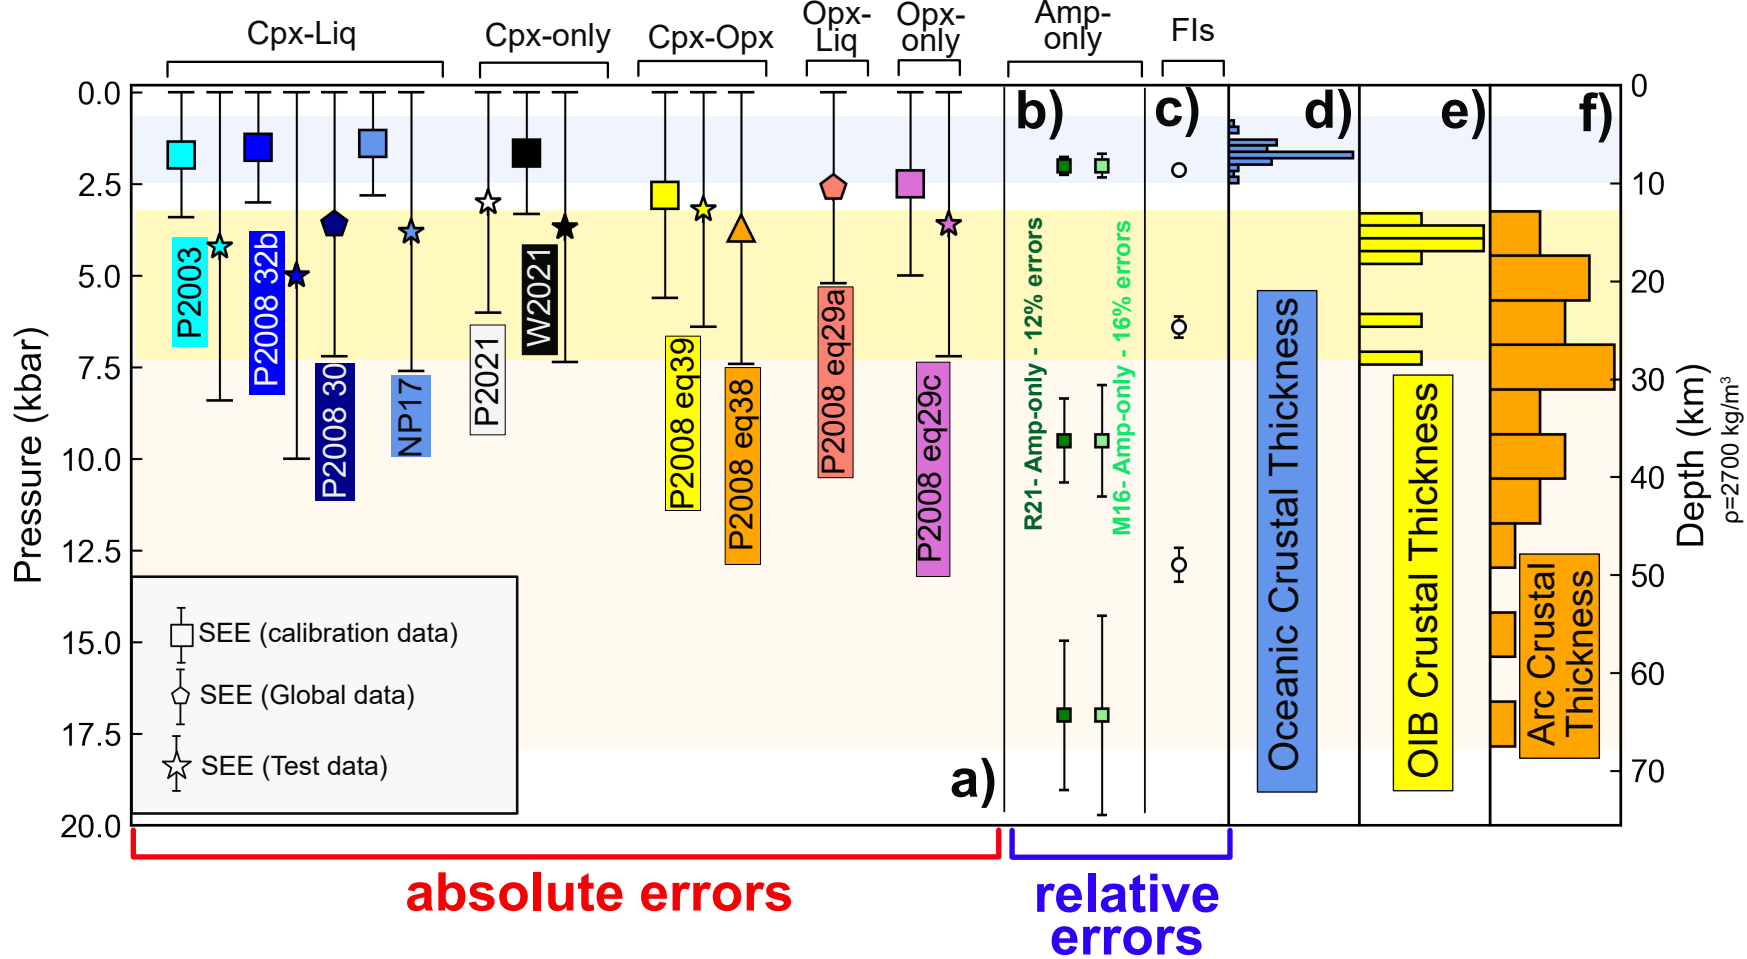 Cpx-Liq
Cpx-only
Cpx-Opx
Opx-
Liq
Opx-
only
Amp-
only
FIs
Pressure (kbar)
0.0
2.5
5.0
7.5
10.0
12.5
15.0
17.5
20.0
P2003
P2008 32b
P2008 30
NP17
P2021
W2021
P2008 eq39
P2008 eq38
P2008 eq29a
P2008 eq29c
SEE (calibration data)
SEE (Global data)
SEE (Test data)
a)
b)
R21- Amp-only - 12% errors
M16- Amp-only - 16% errors
c)
d)
Oceanic Crustal Thickness
e)
OIB Crustal Thickness
f)
Arc Crustal
Thickness
0
10
20
30
40
50
60
70
Depth (km)
ρ=2700 kg/m³
absolute errors
relative
errors